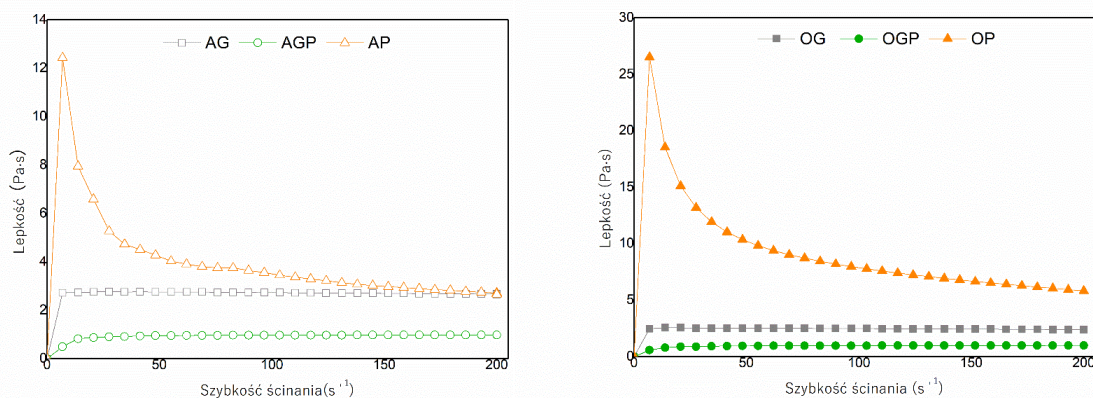 14
12
10
8
6
4
2
0
Lepkość (Pa·s)
AG
AGP
AP
0
50
100
150
200
Szybkość ścinania(s⁻¹)
30
25
20
15
10
5
0
Lepkość (Pa·s)
OG
OGP
OP
0
50
100
150
200
Szybkość ścinania (s⁻¹)